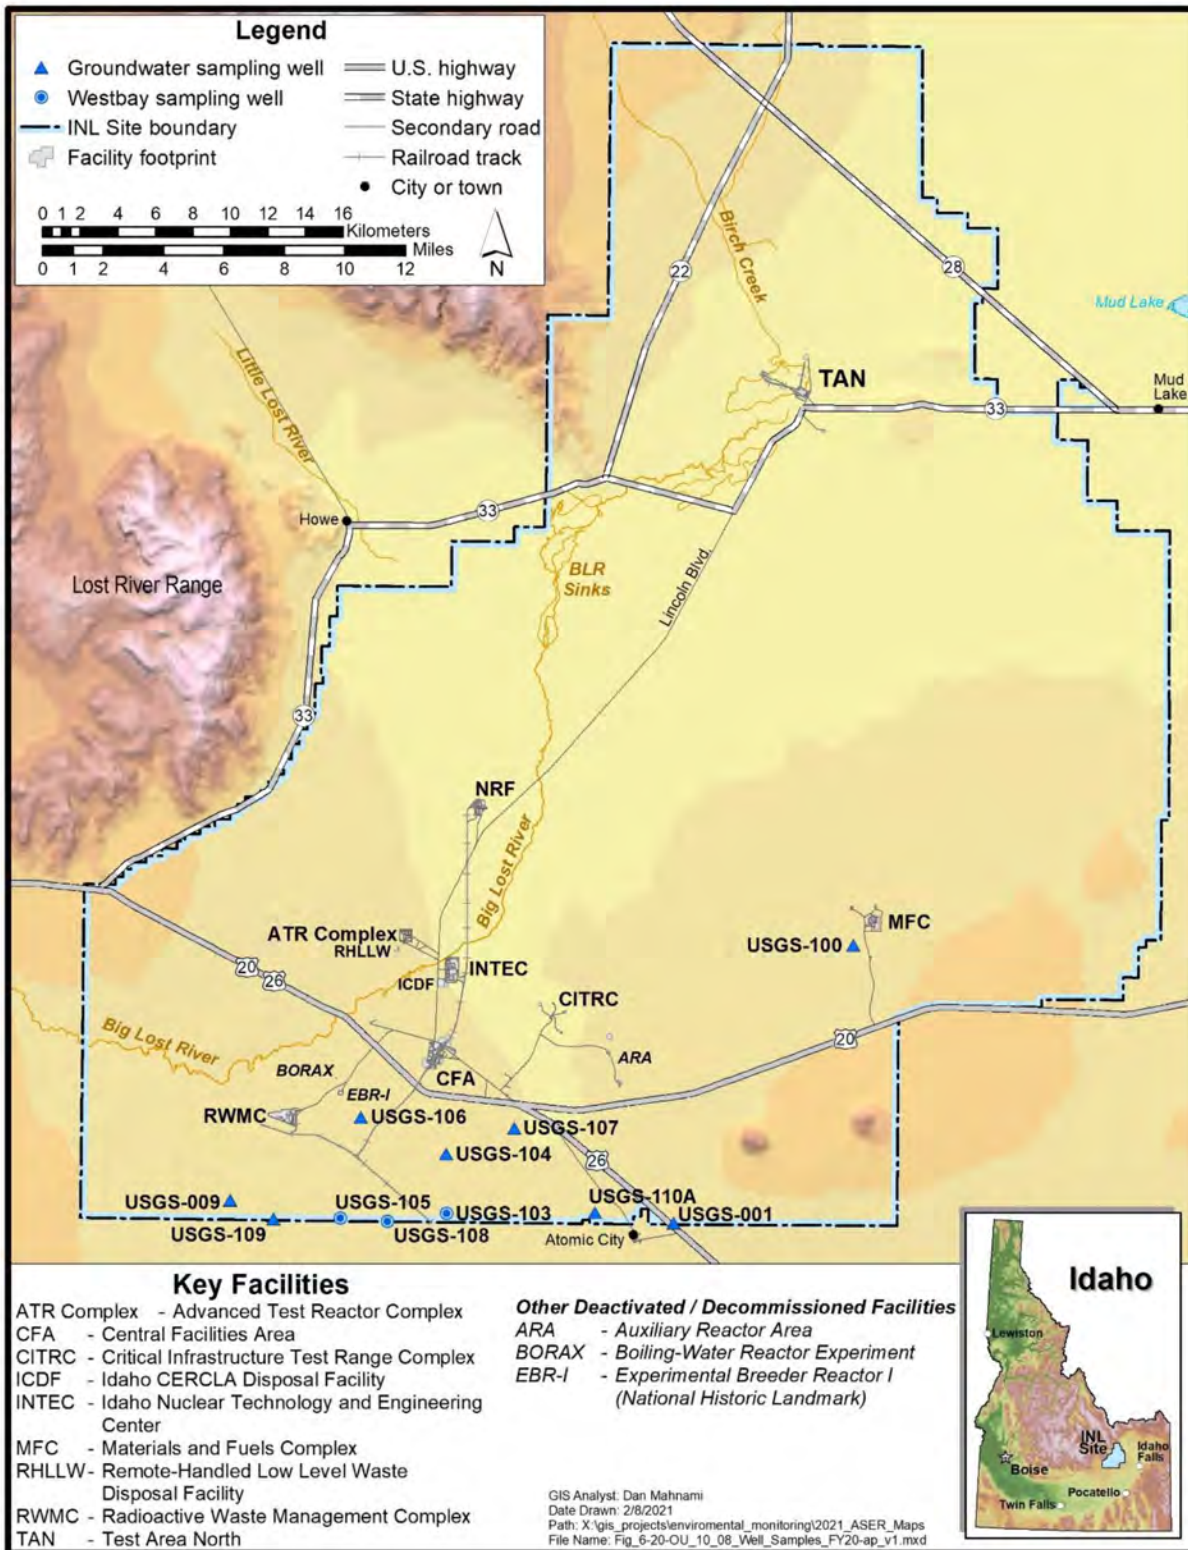 Legend
Groundwater sampling well
Westbay sampling well
INL Site boundary
Facility footprint
U.S. highway
State highway
Secondary road
Railroad track
City or town
0 1 2 4 6 8 10 12 14 16
Kilometers
Miles
0 2 4 6 8 10 12
N
Birch Creek
22
28
Mud Lake
Little Lost River
TAN
Mud
Lake
33
Howe
33
Lost River Range
BLR
Sinks
Lincoln Blvd.
33
NRF
Big Lost River
ATR Complex
RHLLW
MFC
USGS-100
20
26
INTEC
ICDF
CITRC
Big Lost River
BORAX
ARA
20
CFA
EBR-I
RWMC
USGS-106
USGS-107
USGS-104
26
USGS-009
USGS-105
USGS-103
USGS-110A
USGS-001
USGS-109
USGS-108
Atomic City
Key Facilities
ATR Complex - Advanced Test Reactor Complex
CFA - Central Facilities Area
CITRC - Critical Infrastructure Test Range Complex
ICDF - Idaho CERCLA Disposal Facility
INTEC - Idaho Nuclear Technology and Engineering
Center
MFC - Materials and Fuels Complex
RHLLW - Remote-Handled Low Level Waste
Disposal Facility
RWMC - Radioactive Waste Management Complex
TAN - Test Area North
Other Deactivated / Decommissioned Facilities
ARA - Auxiliary Reactor Area
BORAX - Boiling-Water Reactor Experiment
EBR-I - Experimental Breeder Reactor I
(National Historic Landmark)
GIS Analyst: Dan Mahnami
Date Drawn: 2/8/2021
Path: X:\gis_projects\enviromental_monitoring\2021_ASER_Maps
File Name: Fig_6-20-OU_10_08_Well_Samples_FY20-ap_v1.mxd
Idaho
Lewiston
INL
Site
Idaho
Falls
Boise
Pocatello
Twin Falls